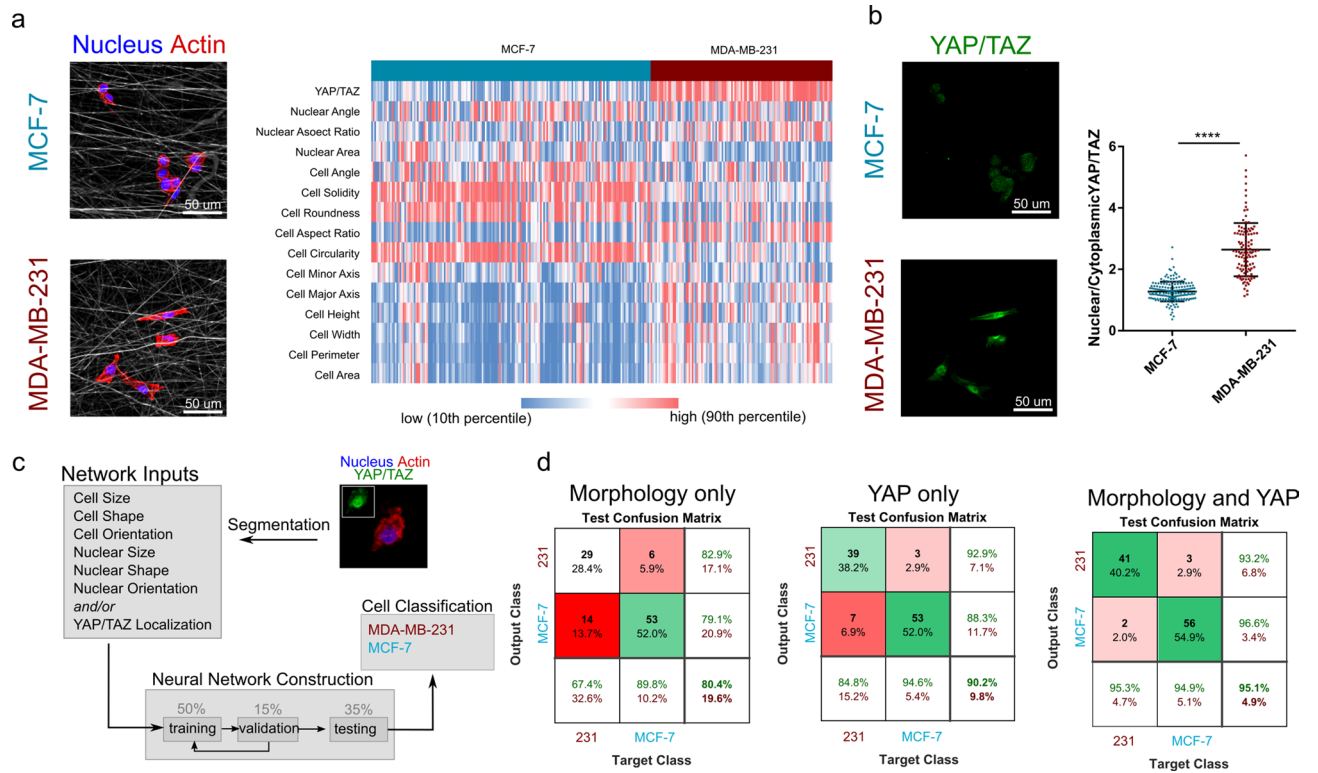 a
Nucleus Actin
MCF-7
50 um
MDA-MB-231
50 um
MCF-7
MDA-MB-231
YAP/TAZ
Nuclear Angle
Nuclear Asoect Ratio
Nuclear Area
Cell Angle
Cell Solidity
Cell Roundness
Cell Aspect Ratio
Cell Circularity
Cell Minor Axis
Cell Major Axis
Cell Height
Cell Width
Cell Perimeter
Cell Area
low (10th percentile)
high (90th percentile)
b
YAP/TAZ
MCF-7
50 um
MDA-MB-231
50 um
Nuclear/Cytoplasmic YAP/TAZ
****
6
4
2
0
MCF-7
MDA-MB-231
c
Network Inputs
Cell Size
Cell Shape
Cell Orientation
Nuclear Size
Nuclear Shape
Nuclear Orientation
and/or
YAP/TAZ Localization
Segmentation
Nucleus Actin
YAP/TAZ
Cell Classification
MDA-MB-231
MCF-7
Neural Network Construction
50% 15% 35%
training validation testing
d
Morphology only
Test Confusion Matrix
Output Class
231
MCF-7
29 6 82.9%
28.4% 5.9% 17.1%
14 53 79.1%
13.7% 52.0% 20.9%
67.4% 89.8% 80.4%
32.6% 10.2% 19.6%
231 MCF-7
Target Class
YAP only
Test Confusion Matrix
Output Class
231
MCF-7
39 3 92.9%
38.2% 2.9% 7.1%
7 53 88.3%
6.9% 52.0% 11.7%
84.8% 94.6% 90.2%
15.2% 5.4% 9.8%
231 MCF-7
Target Class
Morphology and YAP
Test Confusion Matrix
Output Class
231
MCF-7
41 3 93.2%
40.2% 2.9% 6.8%
2 56 96.6%
2.0% 54.9% 3.4%
95.3% 94.9% 95.1%
4.7% 5.1% 4.9%
231 MCF-7
Target Class